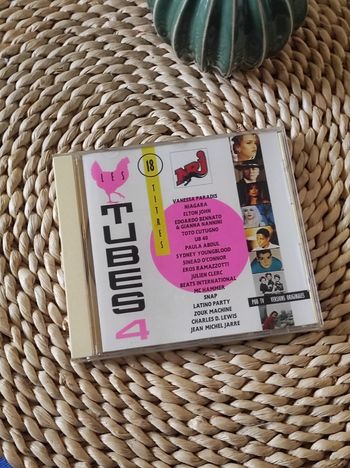 LES
TUBES
4
18
TITRES
NRJ
VANESSA PARADIS
NIAGARA
ELTON JOHN
EDOARDO BENNATO
& GIANNA NANNINI
TOTO CUTUGNO
UB 40
PAULA ABDUL
SYDNEY YOUNGBLOOD
SINEAD O'CONNOR
EROS RAMAZZOTTI
JULIEN CLERC
BEATS INTERNATIONAL
MC HAMMER
SNAP
LATINO PARTY
ZOUK MACHINE
CHARLES D. LEWIS
JEAN MICHEL JARRE
PUB TV VERSIONS ORIGINALES